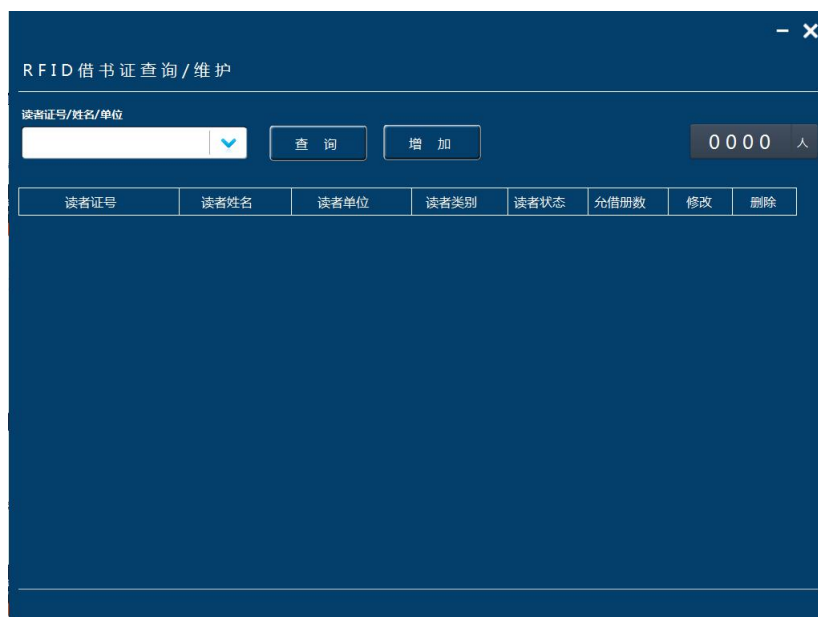 RFID借书证查询/维护
读者证号/姓名/单位
查 询 增 加 0000 人
读者证号 读者姓名 读者单位 读者类别 读者状态 允借册数 修改 删除